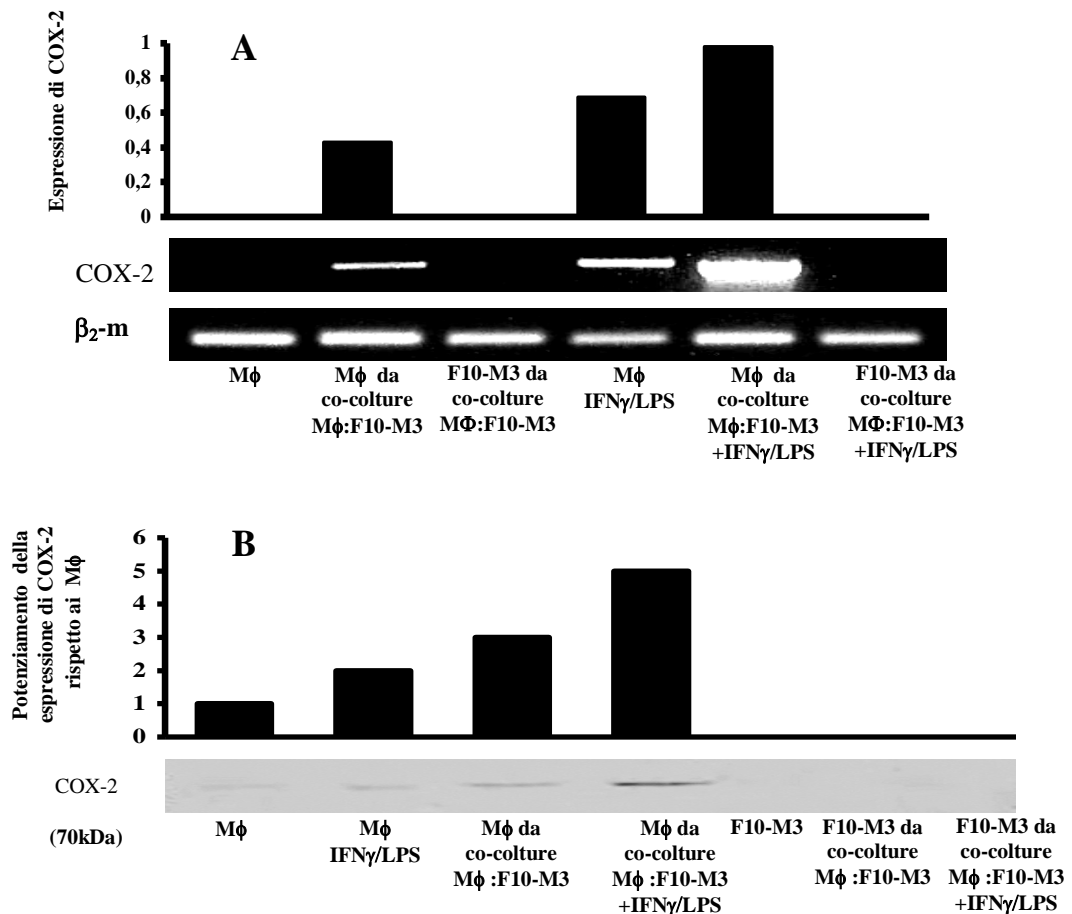 A
Espressione di COX-2
1
0,8
0,6
0,4
0,2
0
COX-2
β2-m
Mϕ
Mϕ da
co-colture
Mϕ:F10-M3
F10-M3 da
co-colture
MΦ:F10-M3
Mϕ
IFNγ/LPS
Mϕ da
co-colture
Mϕ:F10-M3
+IFNγ/LPS
F10-M3 da
co-colture
MΦ:F10-M3
+IFNγ/LPS
B
Potenziamento della
espressione di COX-2
rispetto ai Mϕ
6
5
4
3
2
1
0
COX-2
(70kDa)
Mϕ
Mϕ
IFNγ/LPS
Mϕ da
co-colture
Mϕ :F10-M3
Mϕ da
co-colture
Mϕ :F10-M3
+IFNγ/LPS
F10-M3
F10-M3 da
co-colture
Mϕ :F10-M3
F10-M3 da
co-colture
Mϕ :F10-M3
+IFNγ/LPS